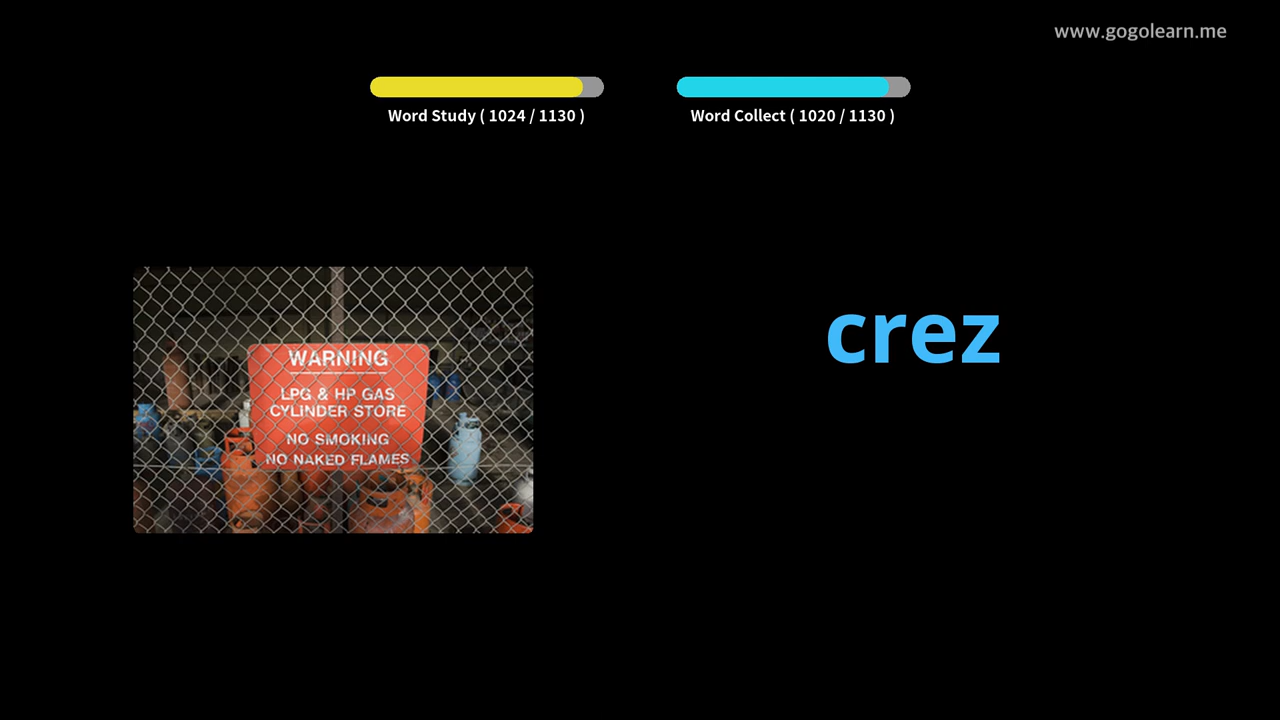 www.gogolearn.me
Word Study ( 1024 / 1130 )
Word Collect ( 1020 / 1130 )
crez
WARNING
LPG & HP GAS
CYLINDER STORE
NO SMOKING
NO NAKED FLAMES